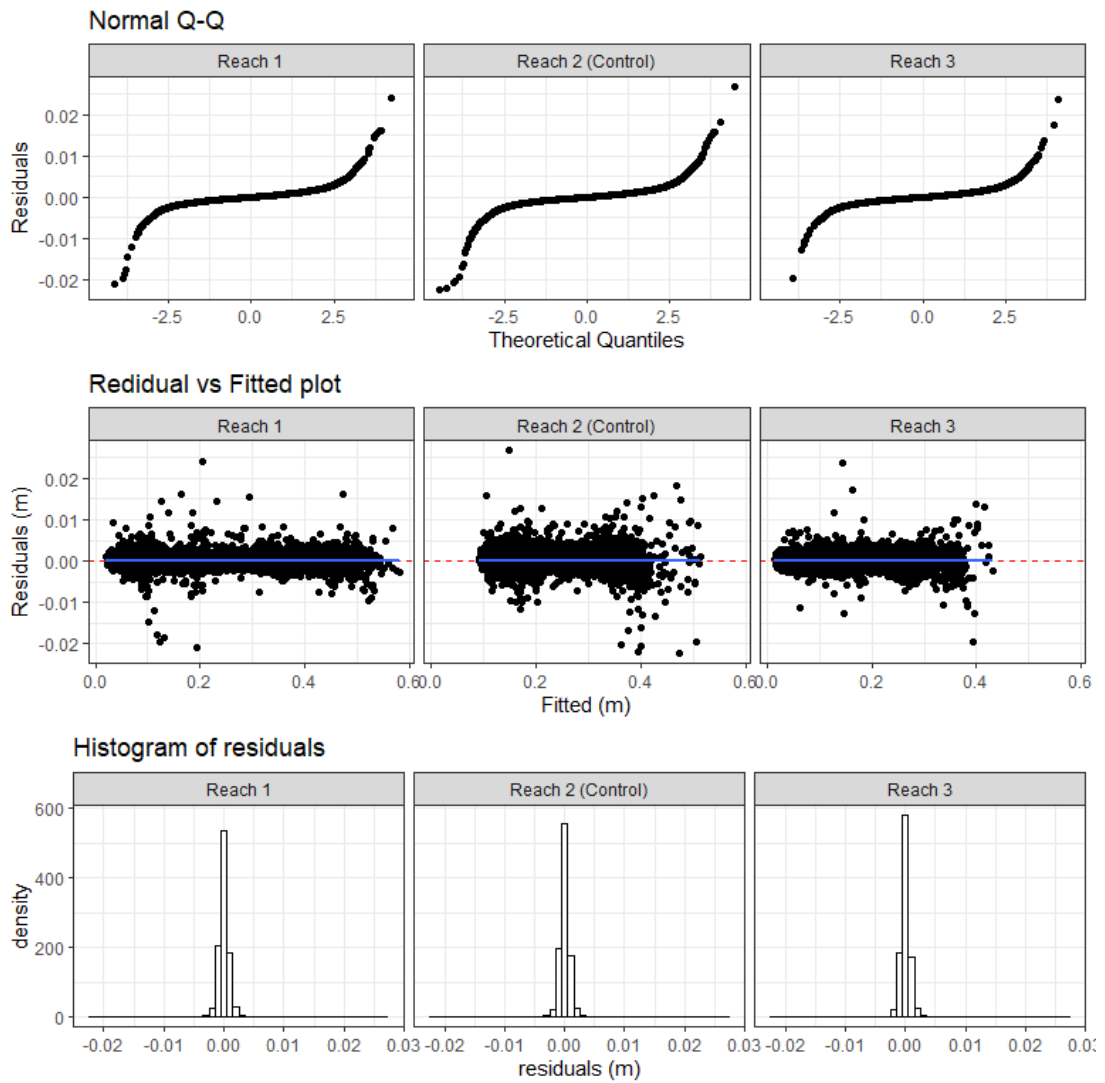 Normal Q-Q
Reach 1 Reach 2 (Control) Reach 3
0.02
0.01
0.00
-0.01
-0.02
Residuals
-2.5 0.0 2.5 -2.5 0.0 2.5 -2.5 0.0 2.5
Theoretical Quantiles
Redidual vs Fitted plot
Reach 1 Reach 2 (Control) Reach 3
0.02
0.01
0.00
-0.01
-0.02
Residuals (m)
0.0 0.2 0.4 0.6 0.0 0.2 0.4 0.6 0.0 0.2 0.4 0.6
Fitted (m)
Histogram of residuals
Reach 1 Reach 2 (Control) Reach 3
600
400
200
0
density
-0.02 -0.01 0.00 0.01 0.02 0.03 -0.02 -0.01 0.00 0.01 0.02 0.03 -0.02 -0.01 0.00 0.01 0.02 0.03
residuals (m)